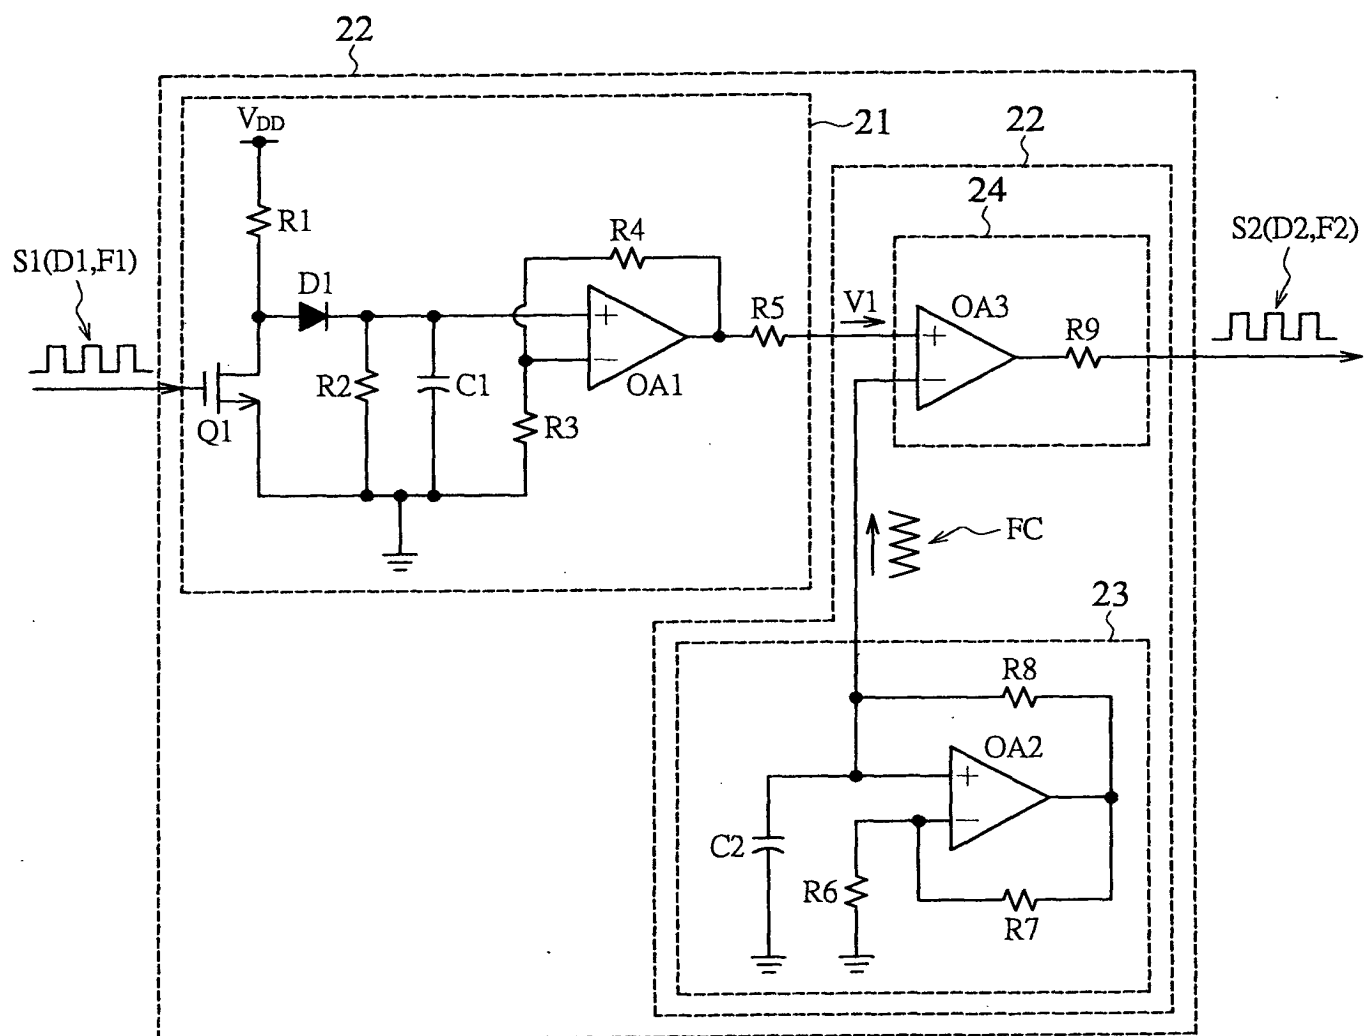 22
21
VDD
R1
S1(D1,F1)
D1
R2
C1
Q1
R4
+
−
OA1
R3
R5
V1
22
24
OA3
+
−
R9
S2(D2,F2)
FC
23
R8
OA2
+
−
C2
R6
R7